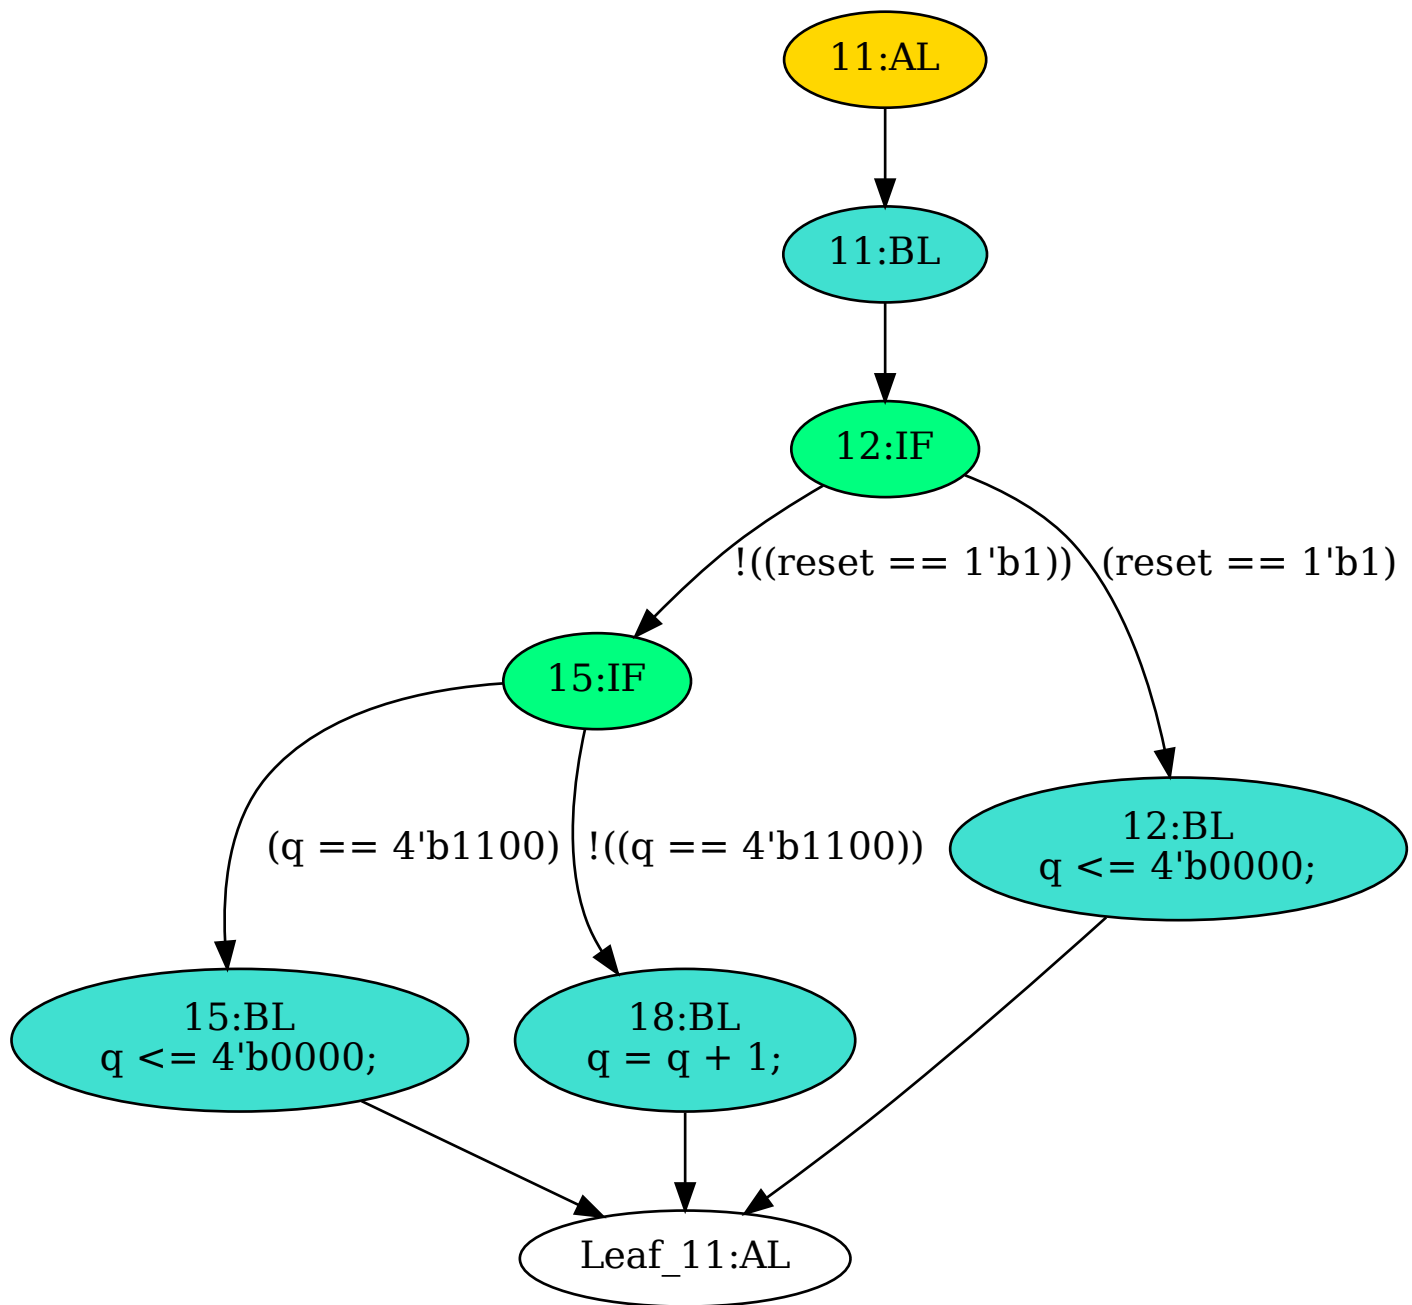 11:AL
11:BL
12:IF
!((reset == 1'b1))
(reset == 1'b1)
15:IF
(q == 4'b1100)
!((q == 4'b1100))
12:BL
q <= 4'b0000;
15:BL
q <= 4'b0000;
18:BL
q = q + 1;
Leaf_11:AL